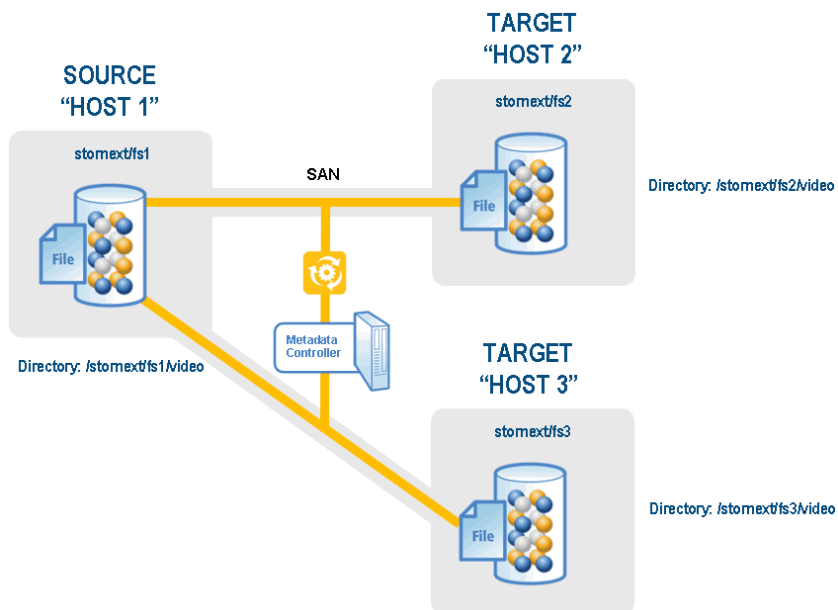 SOURCE
“HOST 1”
stornext/fs1
File
Directory: /stornext/fs1/video
SAN
Metadata
Controller
TARGET
“HOST 2”
stornext/fs2
File
Directory: /stornext/fs2/video
TARGET
“HOST 3”
stornext/fs3
File
Directory: /stornext/fs3/video